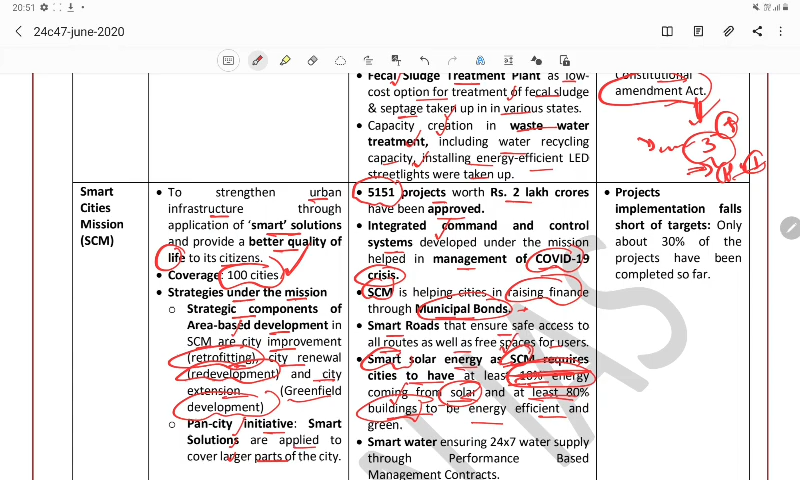 20:51
24c47-june-2020
Fecal Sludge Treatment Plant as low-
cost option for treatment of fecal sludge
& septage taken up in in various states.
• Capacity creation in waste water
treatment, including water recycling
capacity, installing energy-efficient LED
streetlights were taken up.
Constitutional
amendment Act.
3
Smart
Cities
Mission
(SCM)
• To strengthen urban
infrastructure through
application of ‘smart’ solutions
and provide a better quality of
life to its citizens.
• Coverage: 100 cities
• Strategies under the mission
o Strategic components of
Area-based development in
SCM are city improvement
(retrofitting), city renewal
(redevelopment) and city
extension (Greenfield
development)
o Pan-city initiative: Smart
Solutions are applied to
cover larger parts of the city.
• 5151 projects worth Rs. 2 lakh crores
have been approved.
• Integrated command and control
systems developed under the mission
helped in management of COVID-19
crisis.
• SCM is helping cities in raising finance
through Municipal Bonds.
• Smart Roads that ensure safe access to
all routes as well as free spaces for users.
• Smart solar energy as SCM requires
cities to have at least 10% energy
coming from solar and at least 80%
buildings to be energy efficient and
green.
• Smart water ensuring 24x7 water supply
through Performance Based
Management Contracts.
• Projects
implementation falls
short of targets: Only
about 30% of the
projects have been
completed so far.